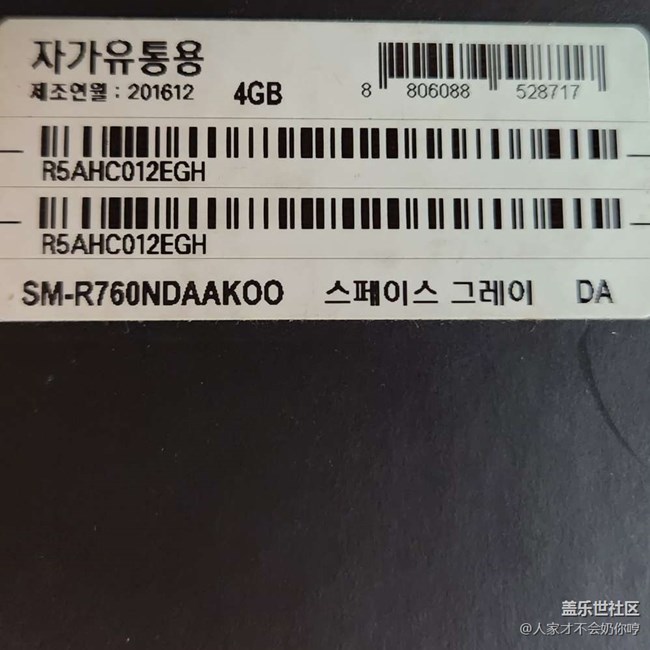 자가유통용
제조연월 : 201612 4GB
8 806088 528717
R5AHC012EGH
R5AHC012EGH
SM-R760NDAAKOO 스페이스 그레이 DA
盖乐世社区
@人家才不会奶你哼